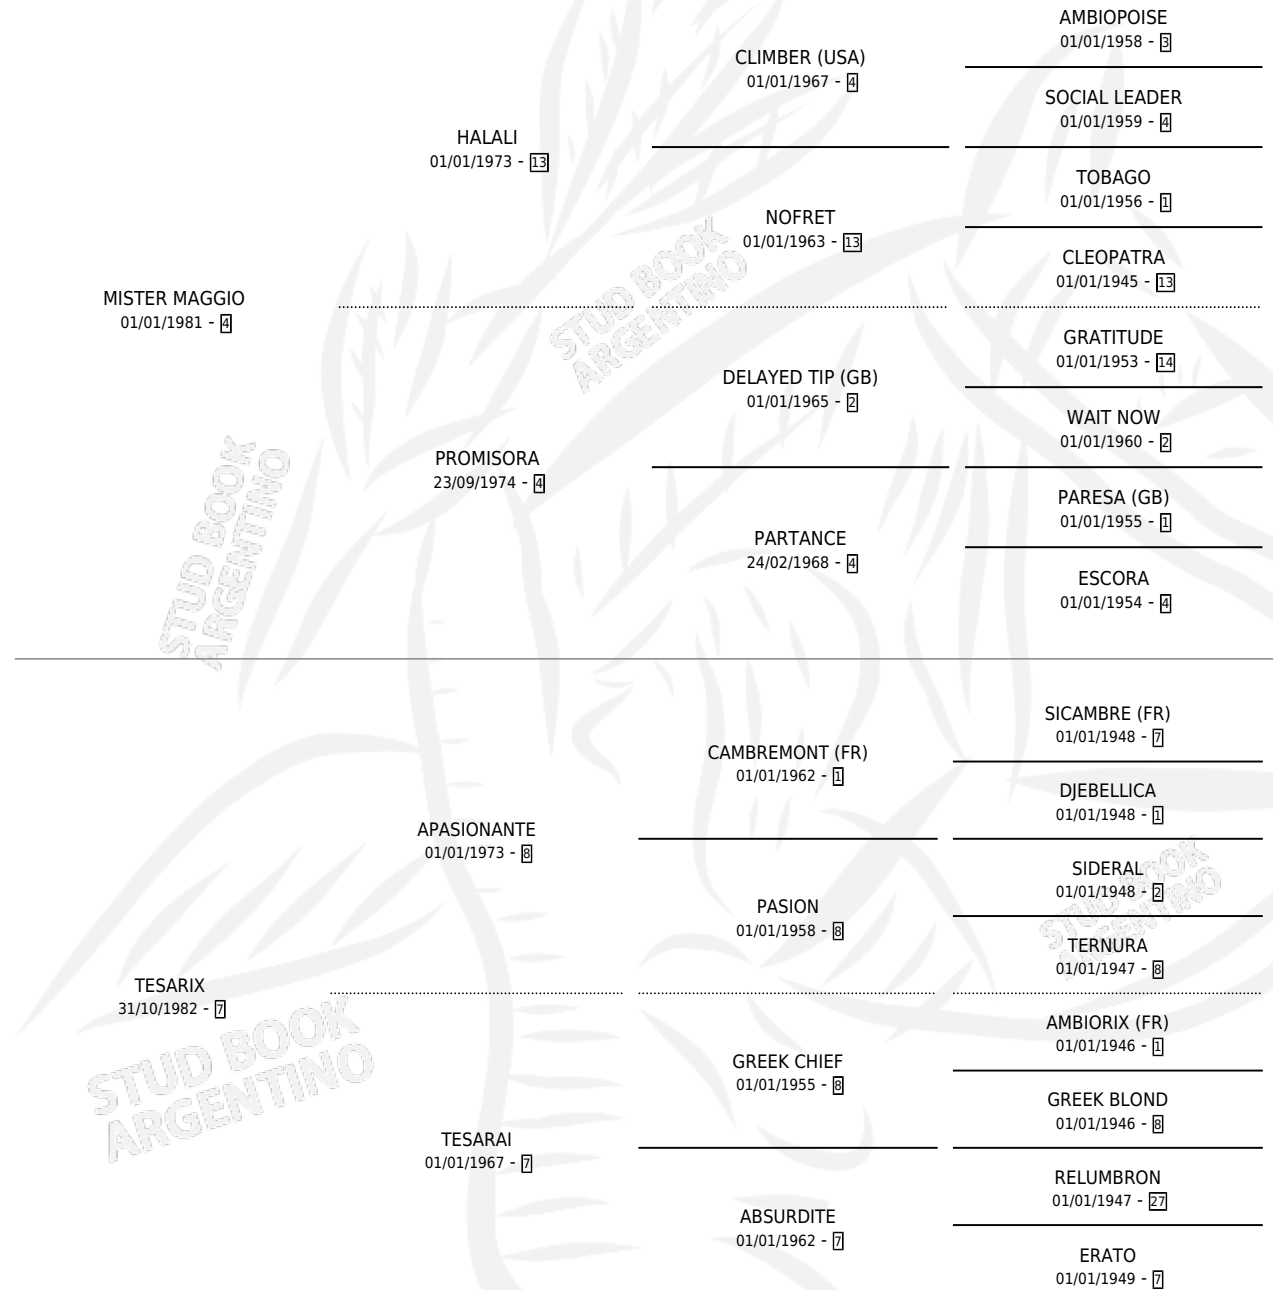 AMBIOPOISE
01/01/1958 - 3
CLIMBER (USA)
01/01/1967 - 4
SOCIAL LEADER
01/01/1959 - 4
HALALI
01/01/1973 - 13
TOBAGO
01/01/1956 - 1
NOFRET
01/01/1963 - 13
CLEOPATRA
01/01/1945 - 13
MISTER MAGGIO
01/01/1981 - 4
GRATITUDE
01/01/1953 - 14
DELAYED TIP (GB)
01/01/1965 - 2
WAIT NOW
01/01/1960 - 2
PROMISORA
23/09/1974 - 4
PARESA (GB)
01/01/1955 - 1
PARTANCE
24/02/1968 - 4
ESCORA
01/01/1954 - 4
SICAMBRE (FR)
01/01/1948 - 7
CAMBREMONT (FR)
01/01/1962 - 1
DJEBELLICA
01/01/1948 - 1
APASIONANTE
01/01/1973 - 8
SIDERAL
01/01/1948 - 2
PASION
01/01/1958 - 8
TERNURA
01/01/1947 - 8
TESARIX
31/10/1982 - 7
AMBIORIX (FR)
01/01/1946 - 1
GREEK CHIEF
01/01/1955 - 8
GREEK BLOND
01/01/1946 - 8
TESARAI
01/01/1967 - 7
RELUMBRON
01/01/1947 - 27
ABSURDITE
01/01/1962 - 7
ERATO
01/01/1949 - 7
STUD BOOK
ARGENTINO
STUD BOOK
ARGENTINO
STUD BOOK
ARGENTINO
STUD BOOK
ARGENTINO